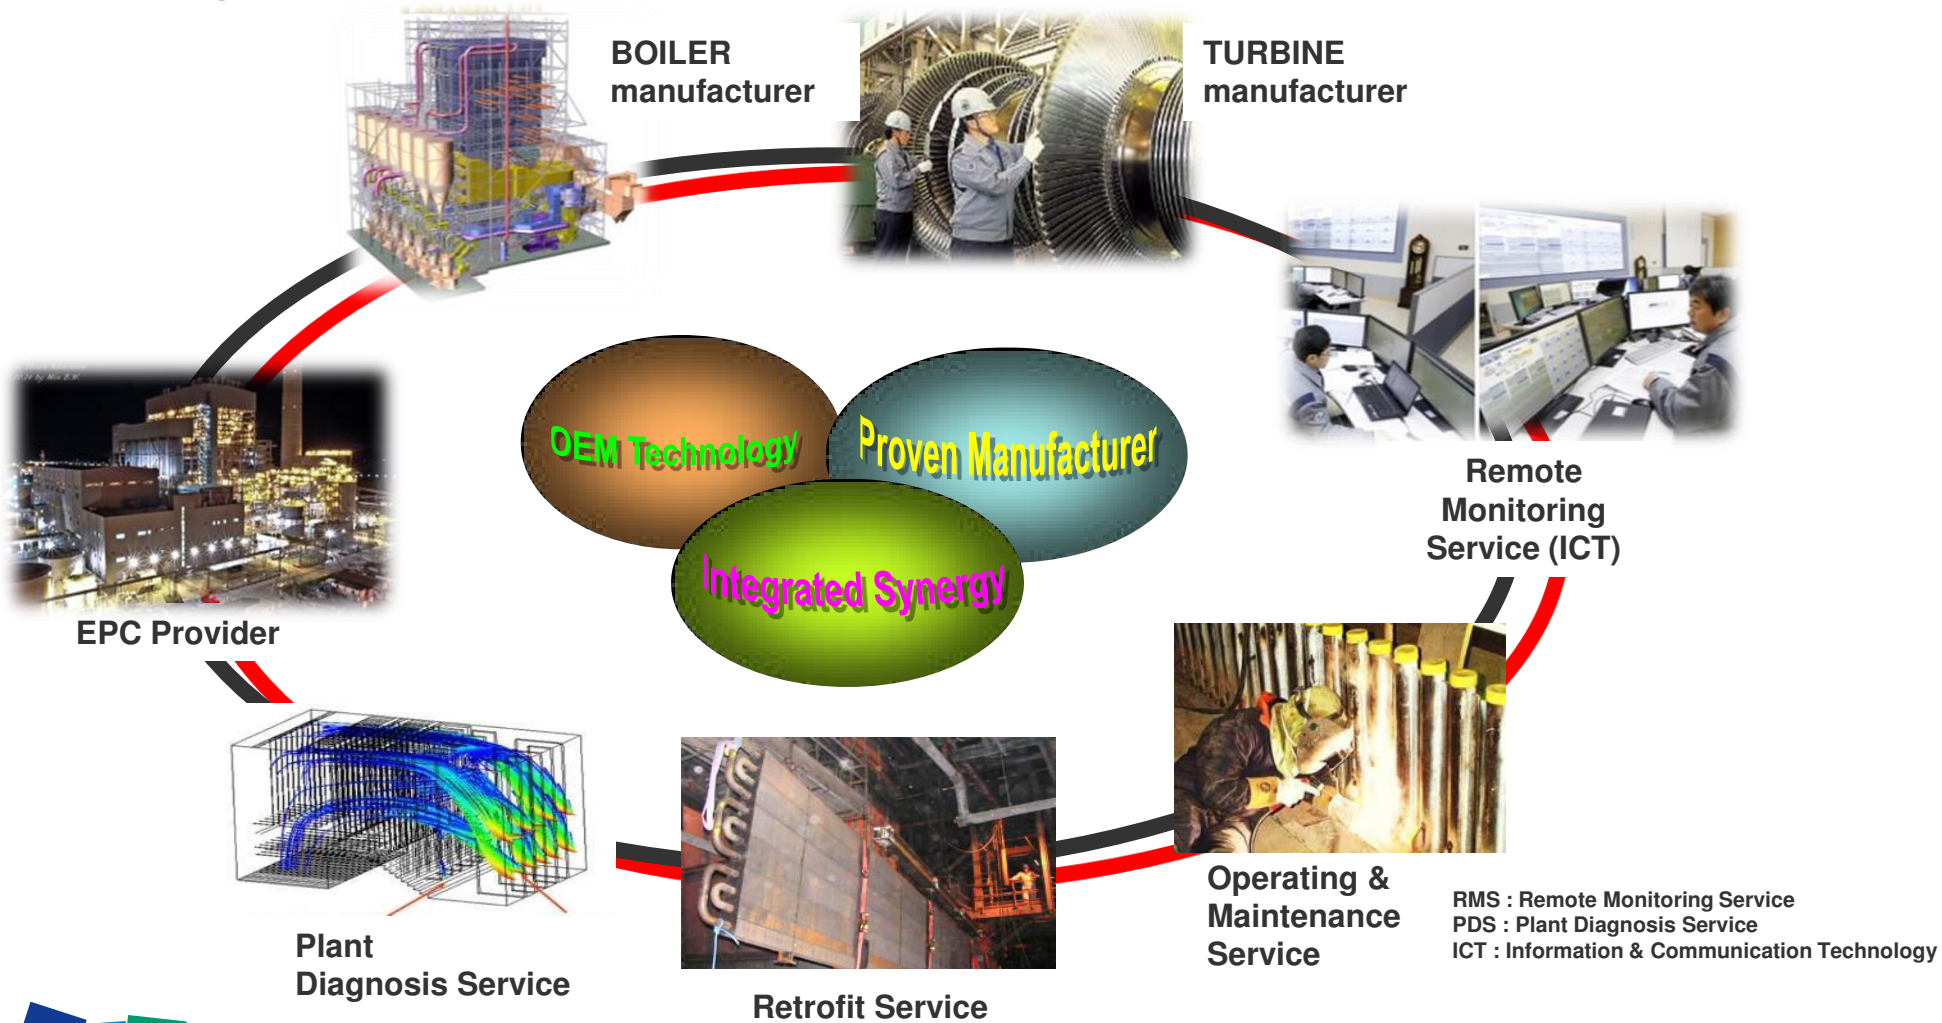 BOILER
manufacturer
TURBINE
manufacturer
OEM Technology
Proven Manufacturer
Integrated Synergy
Remote
Monitoring
Service (ICT)
EPC Provider
Operating &
Maintenance
Service
RMS : Remote Monitoring Service
PDS : Plant Diagnosis Service
ICT : Information & Communication Technology
Plant
Diagnosis Service
Retrofit Service